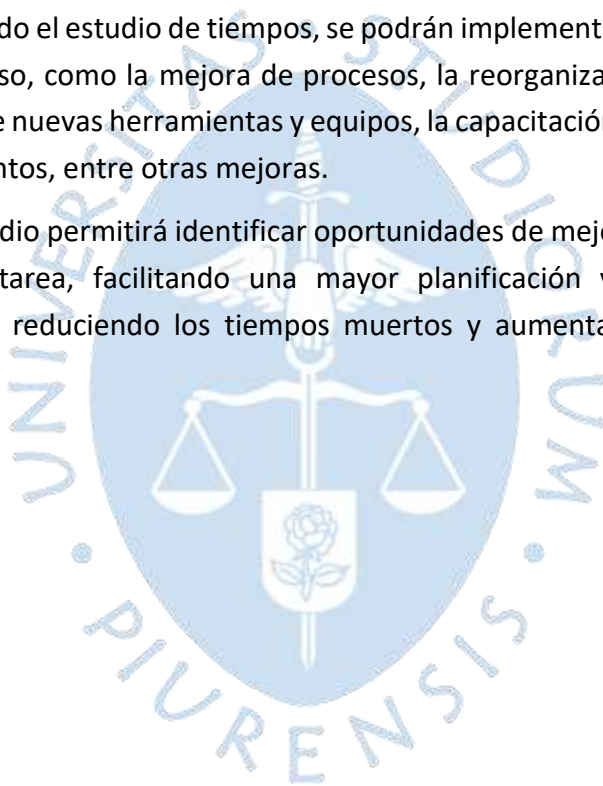 do el estudio de tiempos, se podrán implement
so, como la mejora de procesos, la reorganiza
e nuevas herramientas y equipos, la capacitación
ntos, entre otras mejoras.
dio permitirá identificar oportunidades de mejo
tarea, facilitando una mayor planificación y
reduciendo los tiempos muertos y aumenta
UNIVERSITAS STUDIORUM
PIURENSIS